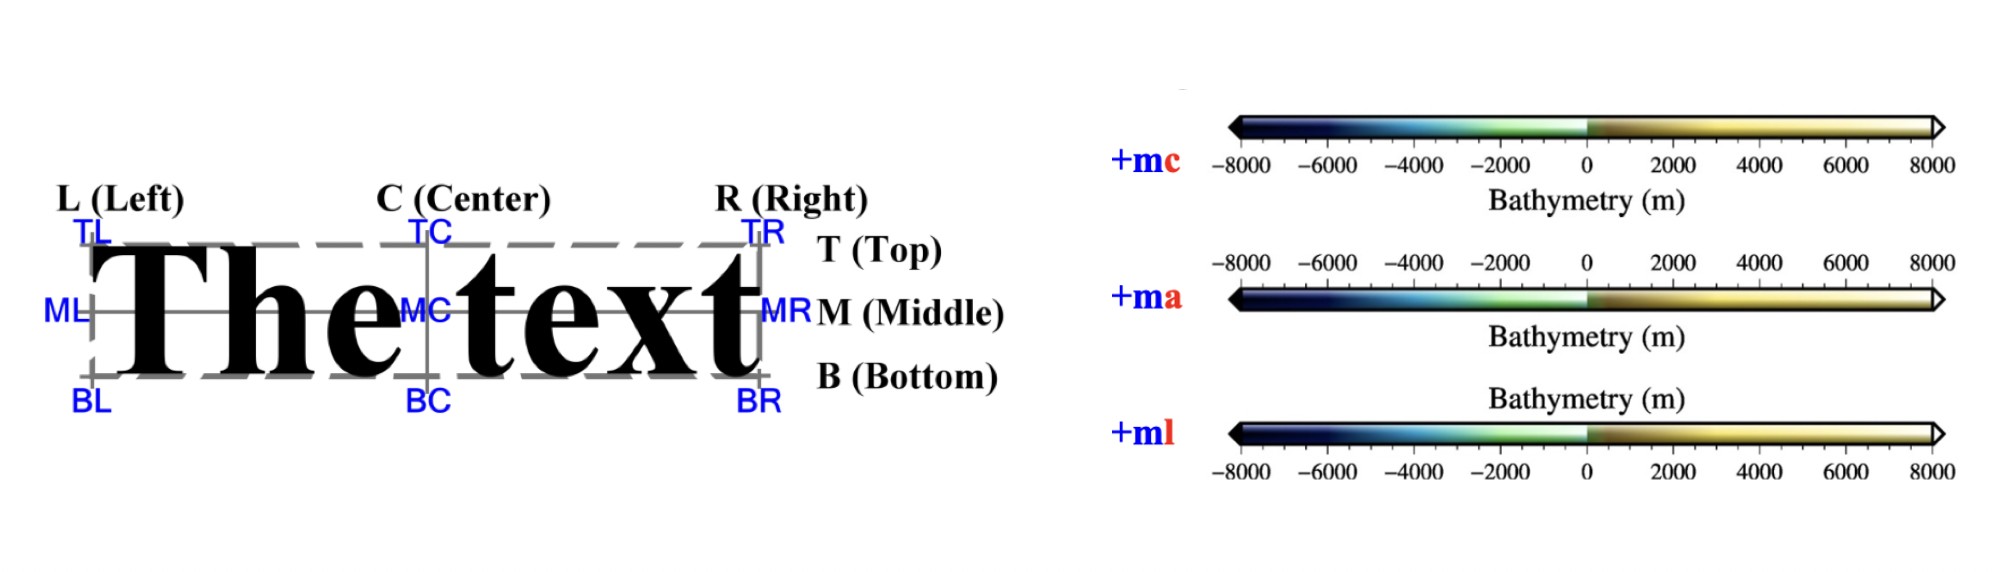 L (Left) C (Center) R (Right)
TL TC TR
T (Top)
The text
ML MC MR M (Middle)
B (Bottom)
BL BC BR
+mc
−8000 −6000 −4000 −2000 0 2000 4000 6000 8000
Bathymetry (m)
−8000 −6000 −4000 −2000 0 2000 4000 6000 8000
+ma
Bathymetry (m)
Bathymetry (m)
+ml
−8000 −6000 −4000 −2000 0 2000 4000 6000 8000